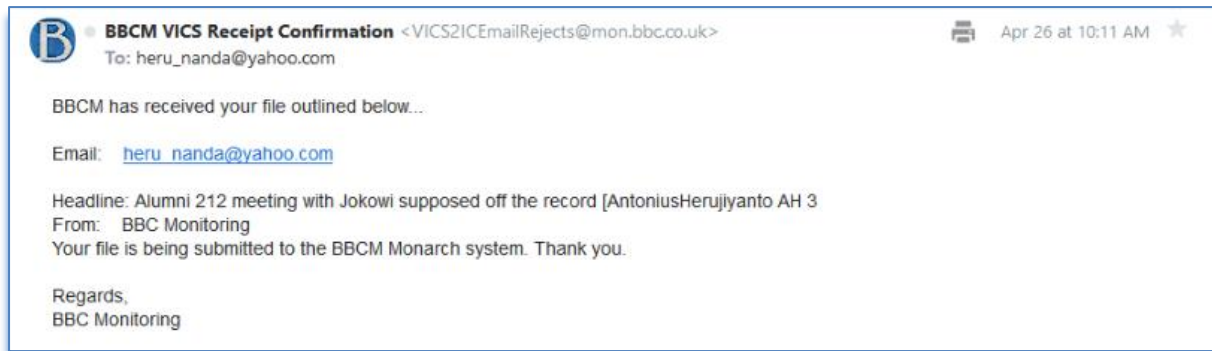 B
BBCM VICS Receipt Confirmation <VICS2ICEmailRejects@mon.bbc.co.uk> Apr 26 at 10:11 AM
To: heru_nanda@yahoo.com
BBCM has received your file outlined below...
Email: heru_nanda@yahoo.com
Headline: Alumni 212 meeting with Jokowi supposed off the record [AntoniusHerujiyanto AH 3
From: BBC Monitoring
Your file is being submitted to the BBCM Monarch system. Thank you.
Regards,
BBC Monitoring